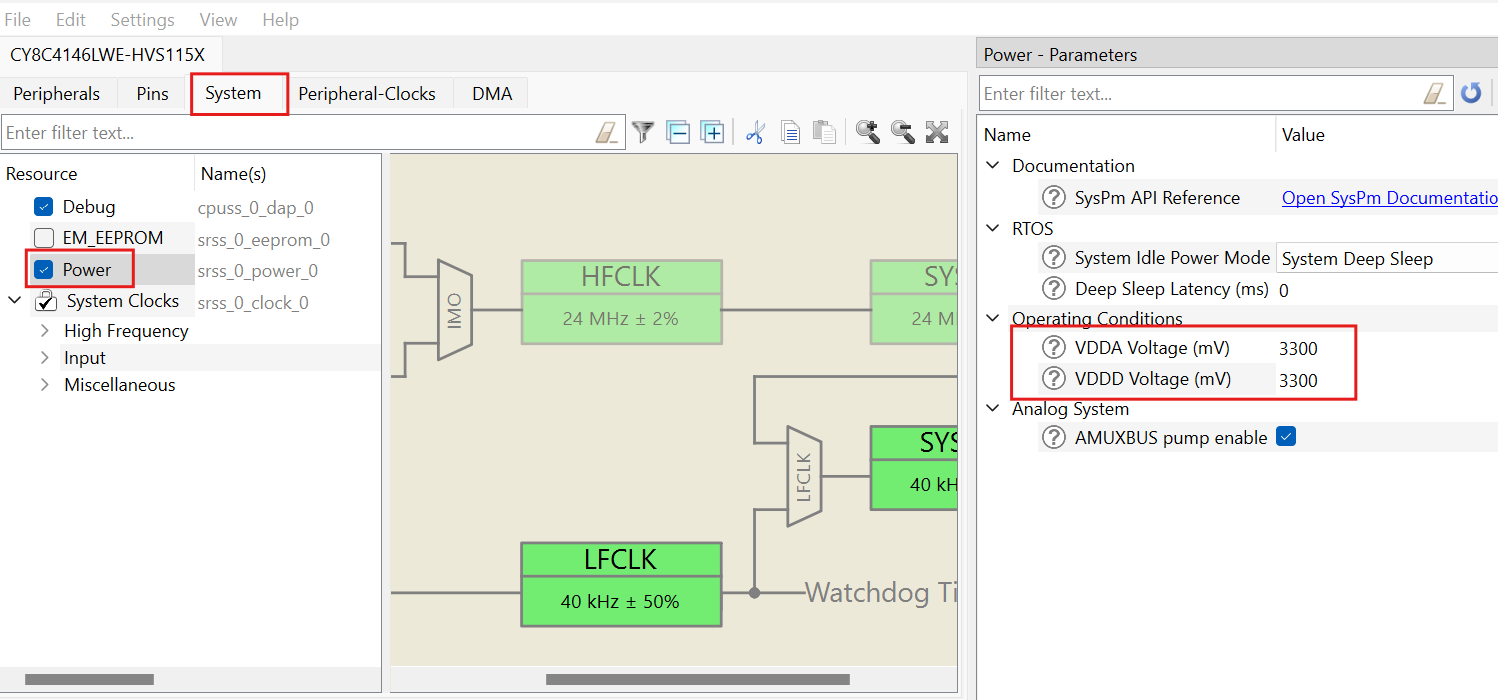 File Edit Settings View Help
CY8C4146LWE-HVS115X
Peripherals Pins System Peripheral-Clocks DMA
Enter filter text...
Resource Name(s)
Debug cpuss_0_dap_0
EM_EEPROM srss_0_eeprom_0
Power srss_0_power_0
System Clocks srss_0_clock_0
High Frequency
Input
Miscellaneous
IMO
HFCLK
24 MHz ± 2%
SYS
24 M
LFCLK
SYS
40 kH
LFCLK
40 kHz ± 50%
Watchdog Ti
Power - Parameters
Enter filter text...
Name Value
Documentation
SysPm API Reference Open SysPm Documentatio
RTOS
System Idle Power Mode System Deep Sleep
Deep Sleep Latency (ms) 0
Operating Conditions
VDDA Voltage (mV) 3300
VDDD Voltage (mV) 3300
Analog System
AMUXBUS pump enable